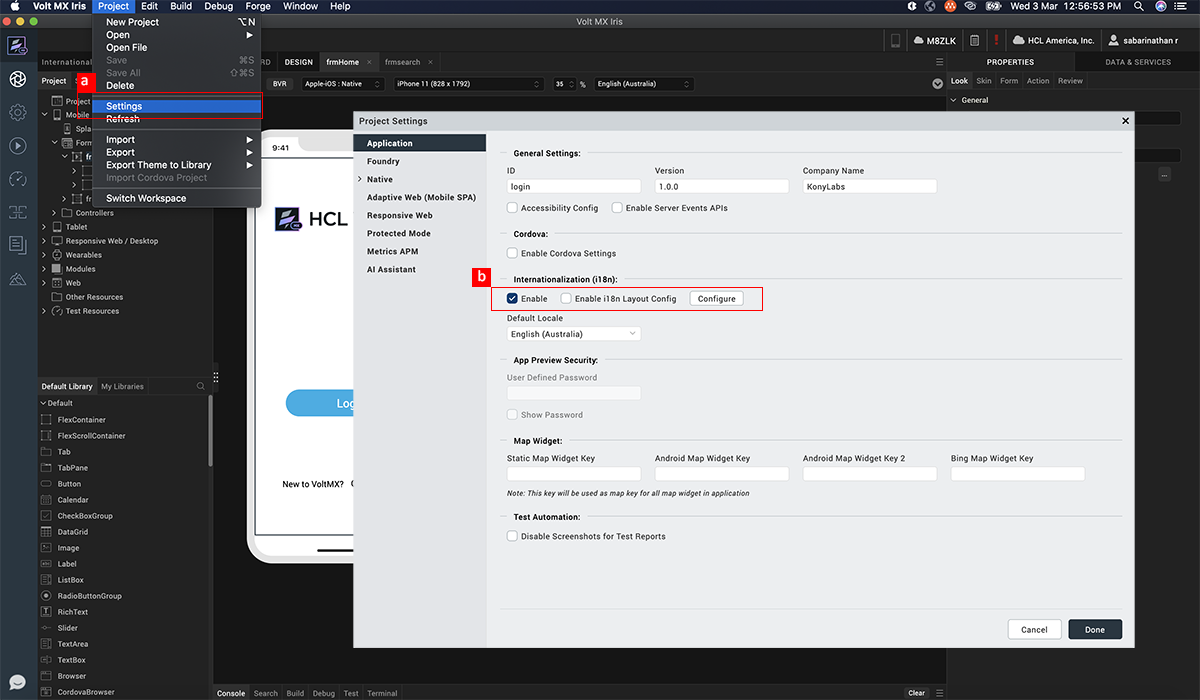 Volt MX Iris Project Edit Build Debug Forge Window Help Wed 3 Mar 12:56:53 PM
Volt MX Iris
New Project ⌥N
Open
Open File
Save ⌘S
Save All ⇧⌘S
Delete
Settings
Refresh
Import
Export
Export Theme to Library
Import Cordova Project
Switch Workspace
a
M8ZLK ! HCL America, Inc. sabarinathan r
International RD DESIGN frmHome × frmsearch × PROPERTIES DATA & SERVICES
Project
BVR Apple-iOS : Native iPhone 11 (828 x 1792) 35 % English (Australia)
Look Skin Form Action Review
General
...
Project
Mobile
Spla
Form
fr
fr
Controllers
Tablet
Responsive Web / Desktop
Wearables
Modules
Web
Other Resources
Test Resources
Default Library My Libraries
Default
FlexContainer
FlexScrollContainer
Tab
TabPane
Button
Calendar
CheckBoxGroup
DataGrid
Image
Label
ListBox
RadioButtonGroup
RichText
Slider
TextArea
TextBox
Browser
CordovaBrowser
9:41
HCL
Log
New to VoltMX?
Project Settings ×
Application
Foundry
Native
Adaptive Web (Mobile SPA)
Responsive Web
Protected Mode
Metrics APM
AI Assistant
General Settings:
ID Version Company Name
login 1.0.0 KonyLabs
Accessibility Config Enable Server Events APIs
Cordova:
Enable Cordova Settings
b
Internationalization (i18n):
Enable Enable i18n Layout Config Configure
Default Locale
English (Australia)
App Preview Security:
User Defined Password
Show Password
Map Widget:
Static Map Widget Key Android Map Widget Key Android Map Widget Key 2 Bing Map Widget Key
Note: This key will be used as map key for all map widget in application
Test Automation:
Disable Screenshots for Test Reports
Cancel Done
Console Search Build Debug Test Terminal Clear